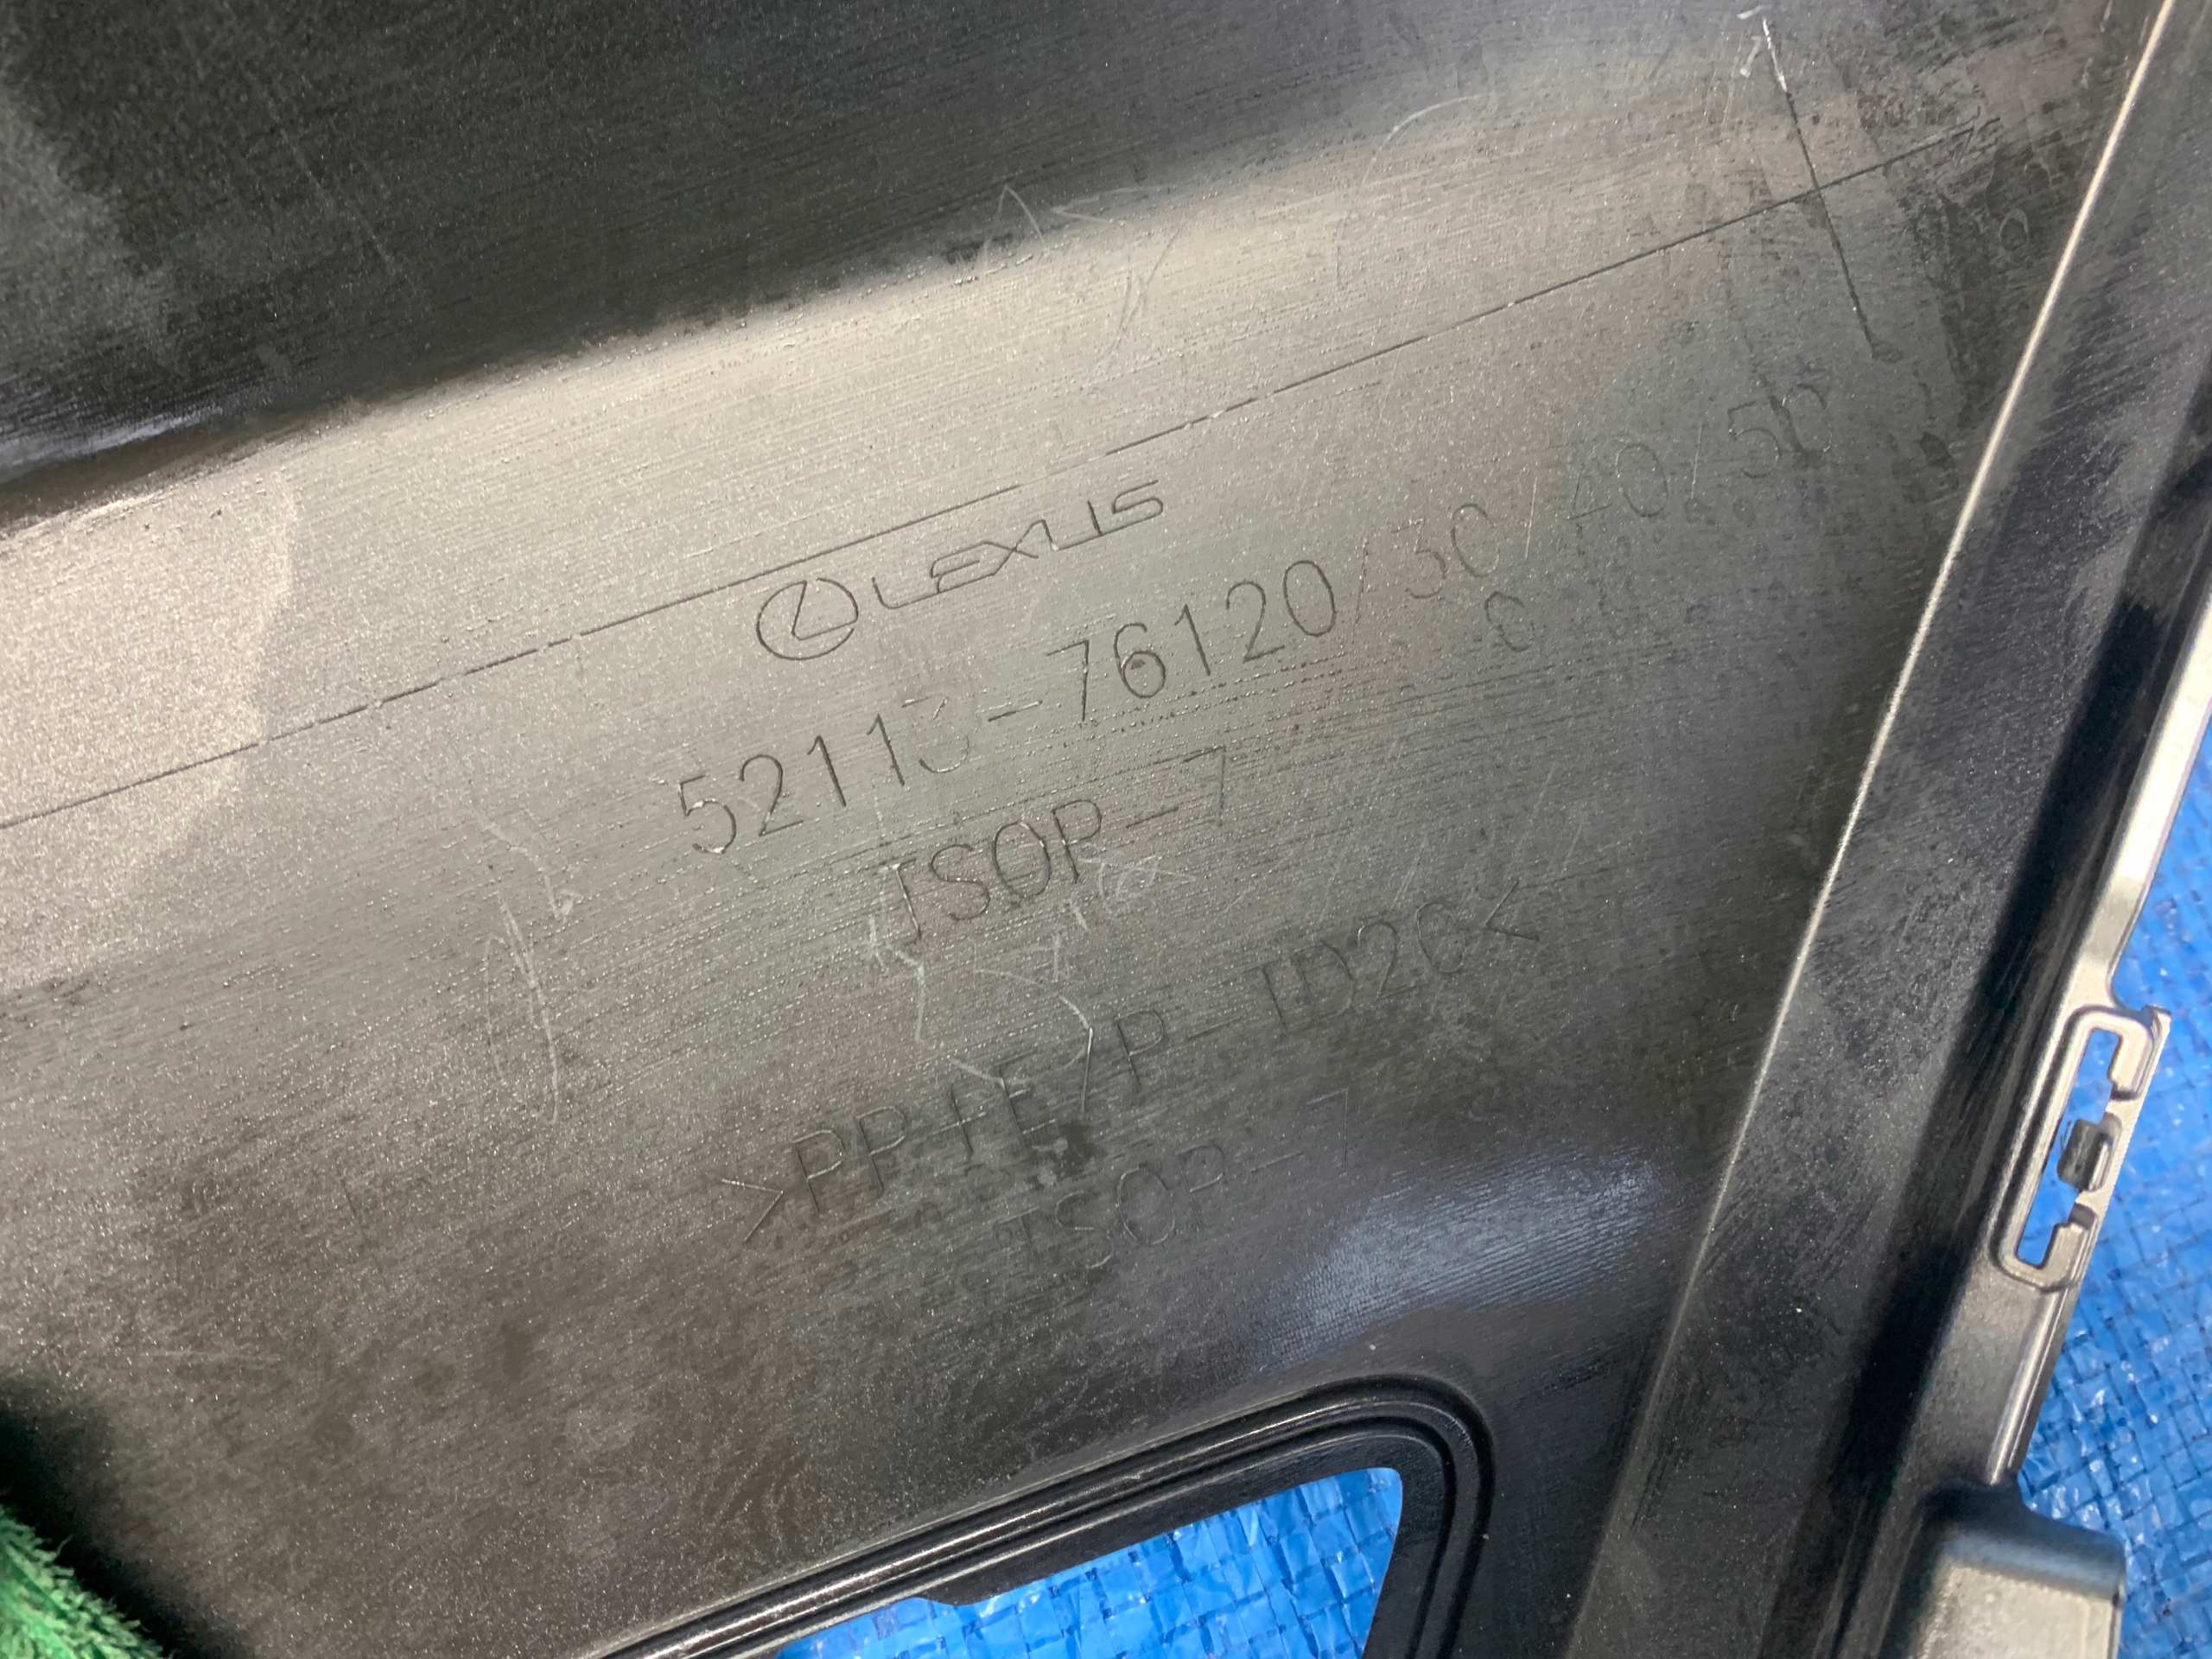 LEXUS
52113-76120/30/40/50
TSOP-7
>PP+E/P-TD20<
TSOP-7